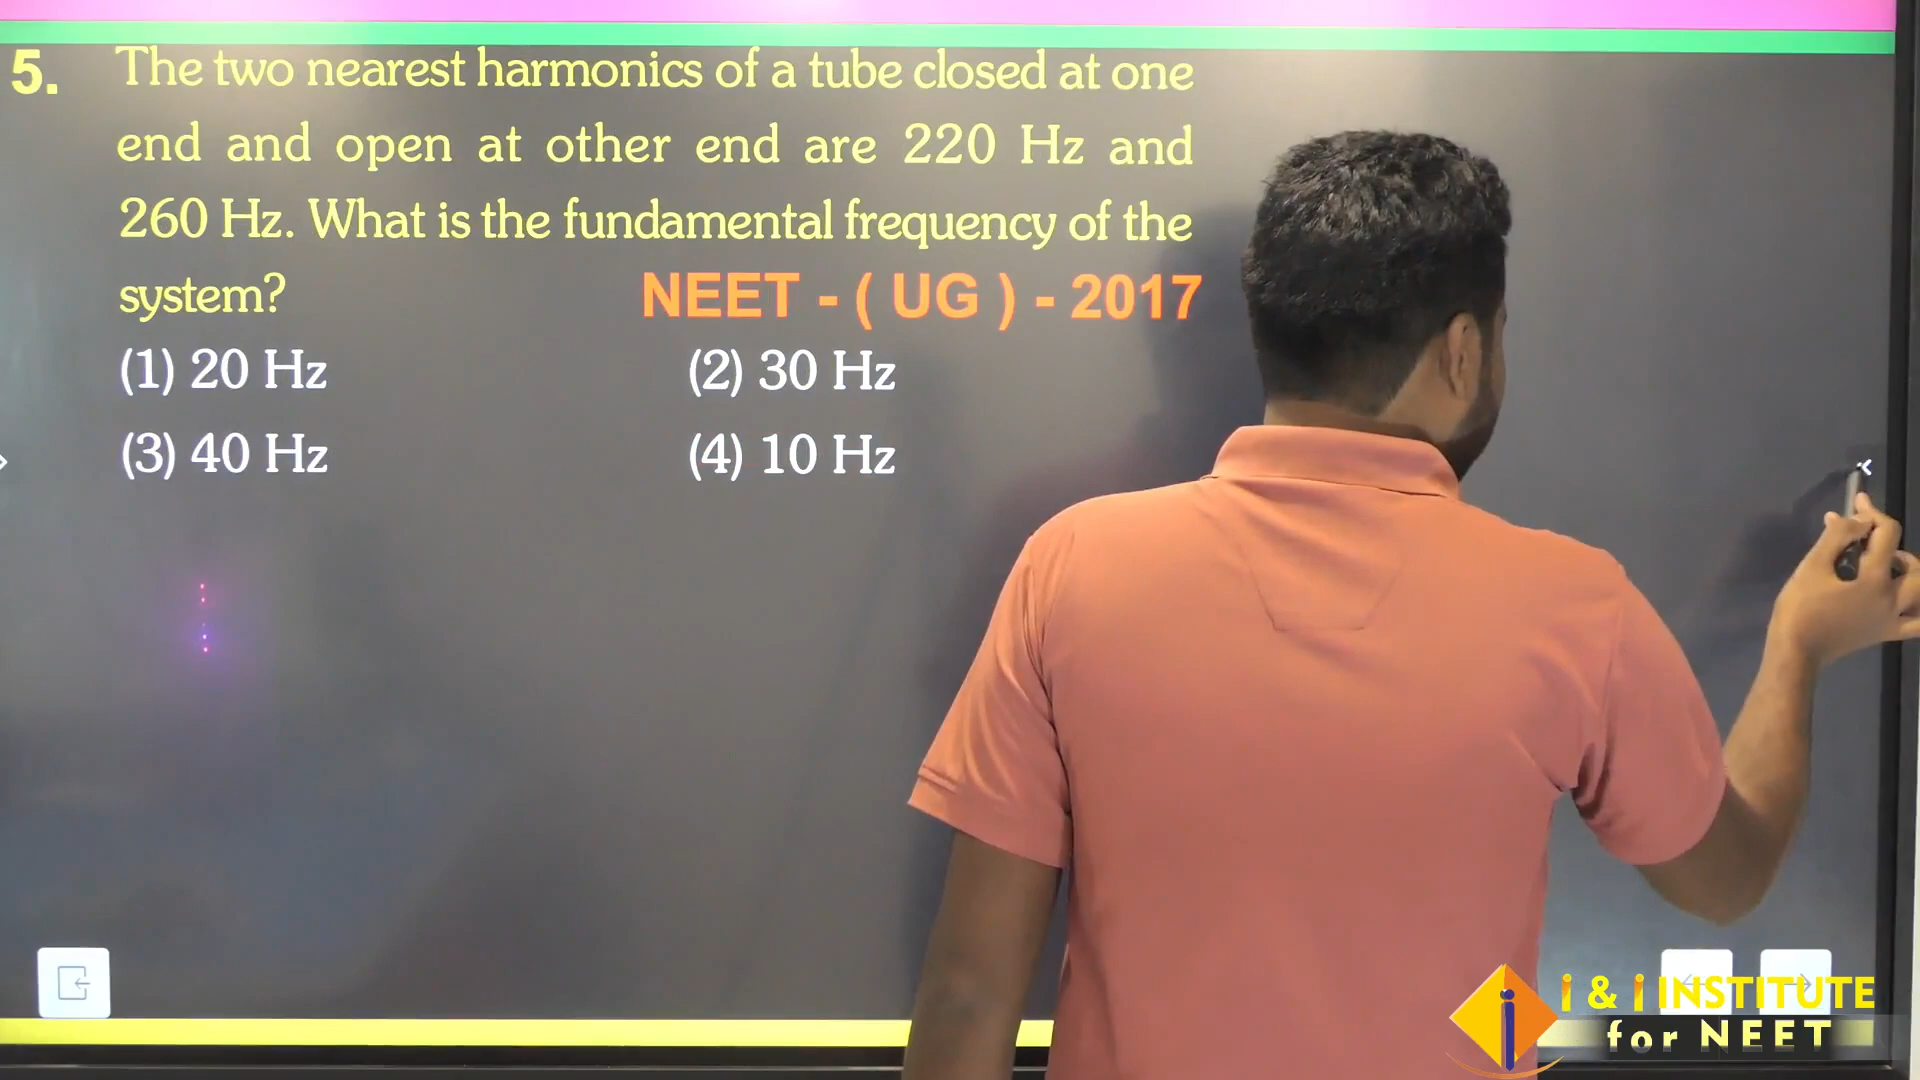 5. The two nearest harmonics of a tube closed at one
end and open at other end are 220 Hz and
260 Hz. What is the fundamental frequency of the
system? NEET - ( UG ) - 2017
(1) 20 Hz (2) 30 Hz
(3) 40 Hz (4) 10 Hz
i & i INSTITUTE
for NEET